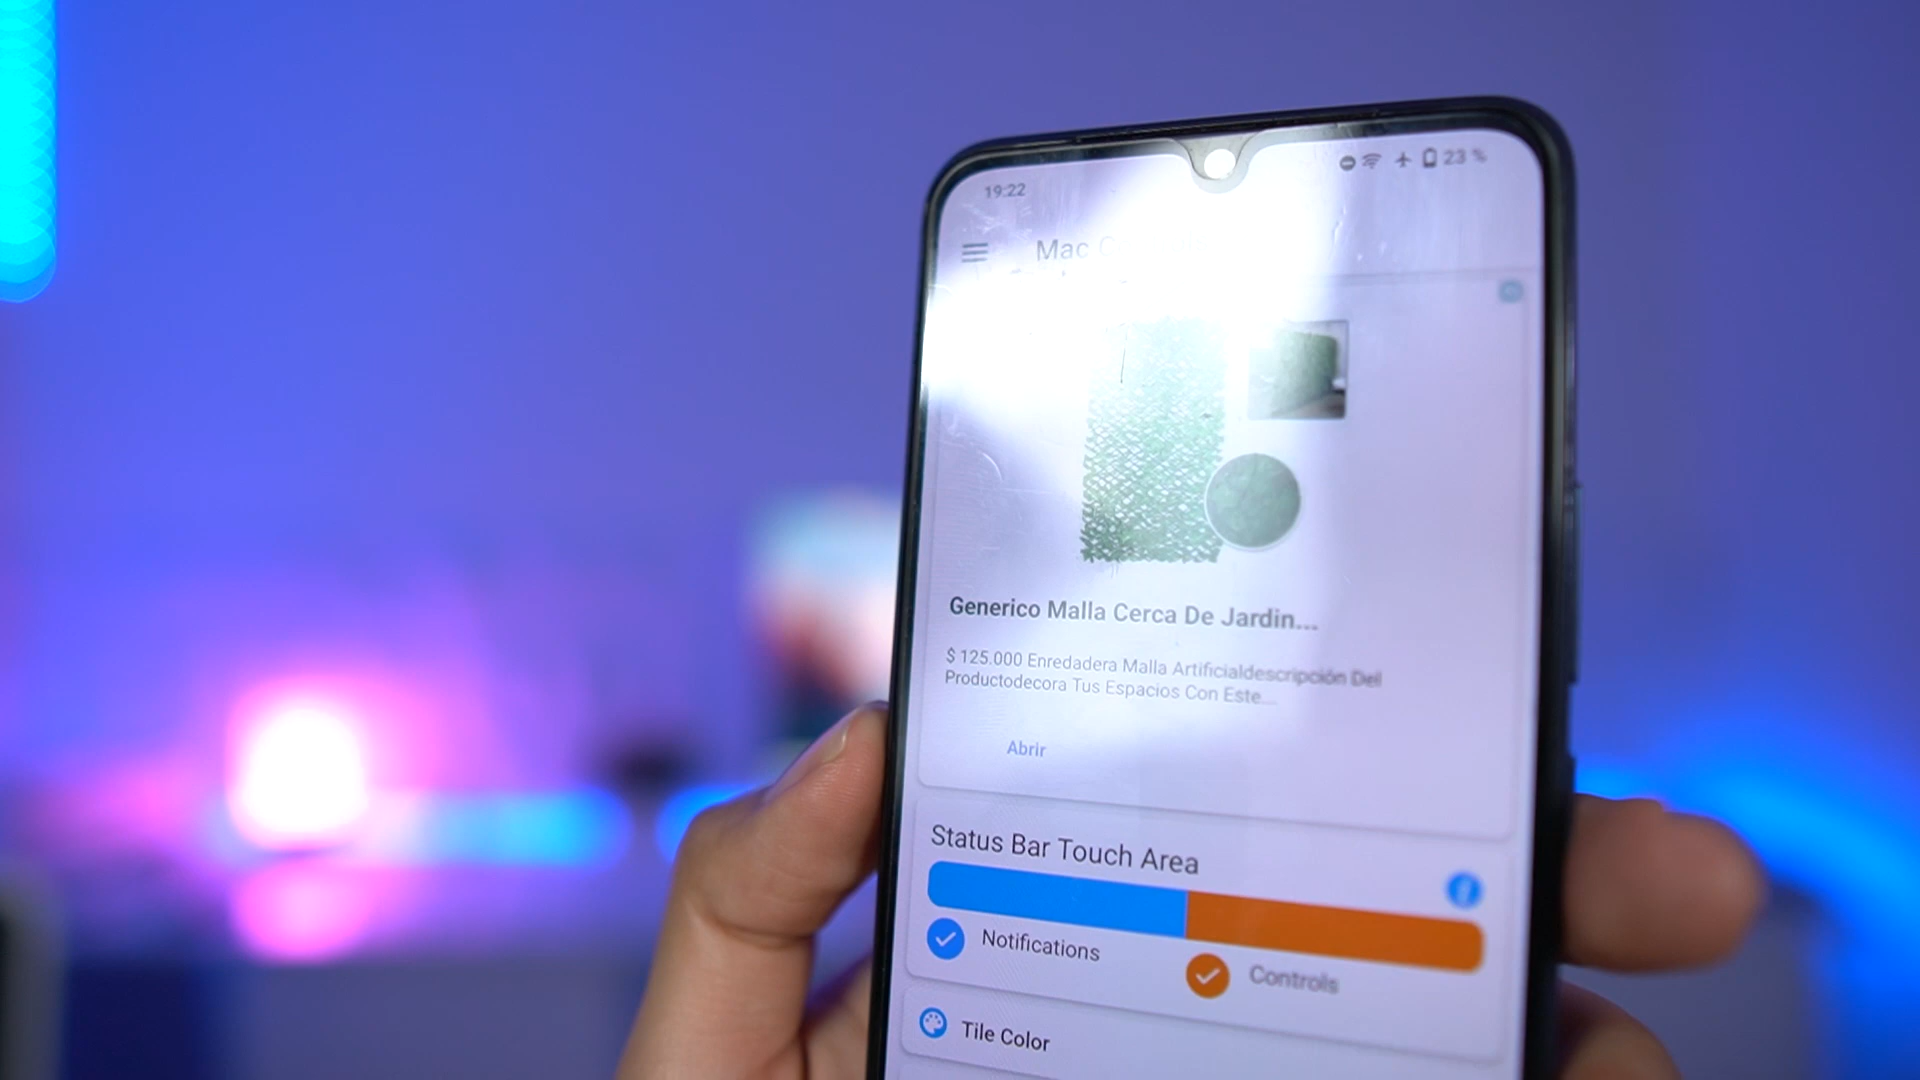 19:22
23 %
Mac
Generico Malla Cerca De Jardin...
$ 125.000 Enredadera Malla Artificialdescripción Del
Productodecora Tus Espacios Con Este...
Abrir
Status Bar Touch Area
Notifications
Controls
Tile Color